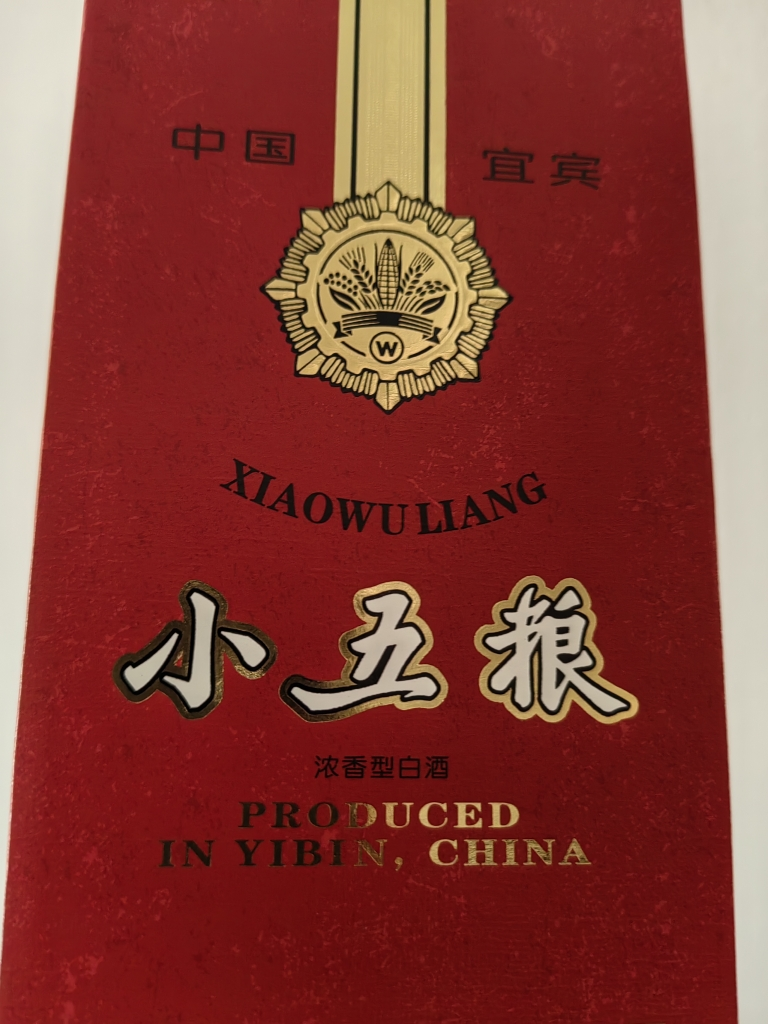 中国 宜宾
W
XIAOWU LIANG
小五粮
浓香型白酒
PRODUCED
IN YIBIN, CHINA